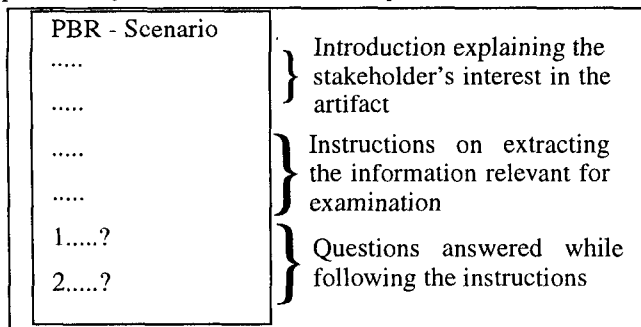 PBR - Scenario
.....
.....
.....
.....
1.....?
2.....?
Introduction explaining the
stakeholder's interest in the
artifact
Instructions on extracting
the information relevant for
examination
Questions answered while
following the instructions